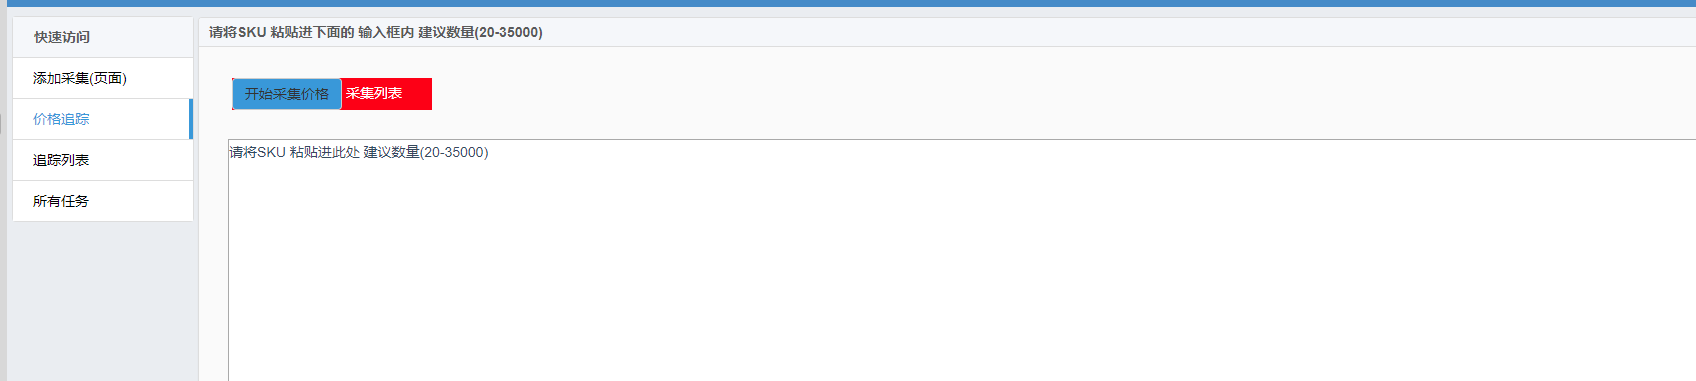 快速访问
添加采集(页面)
价格追踪
追踪列表
所有任务
请将SKU 粘贴进下面的 输入框内 建议数量(20-35000)
开始采集价格 采集列表
请将SKU 粘贴进此处 建议数量(20-35000)